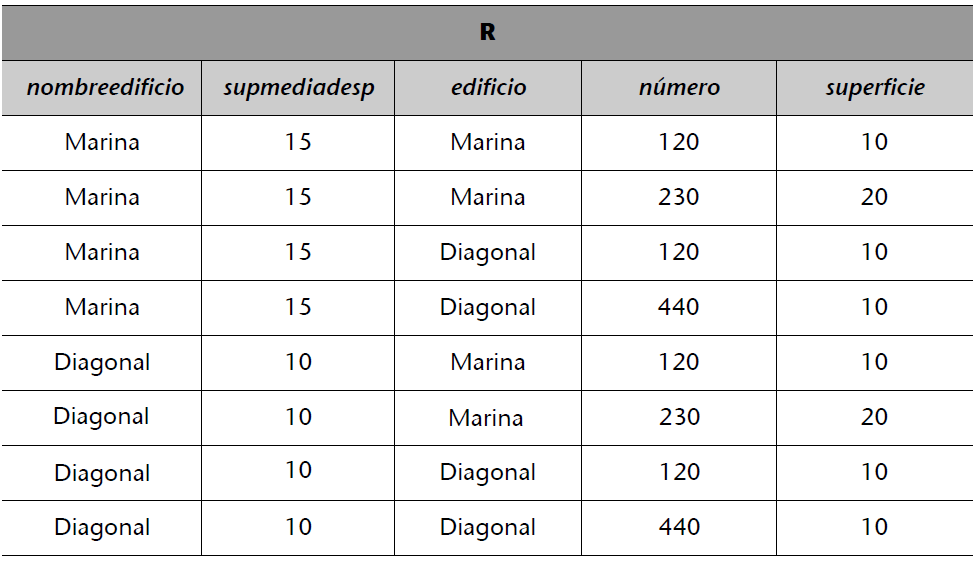 R
nombreedificio supmediadesp edificio número superficie
Marina 15 Marina 120 10
Marina 15 Marina 230 20
Marina 15 Diagonal 120 10
Marina 15 Diagonal 440 10
Diagonal 10 Marina 120 10
Diagonal 10 Marina 230 20
Diagonal 10 Diagonal 120 10
Diagonal 10 Diagonal 440 10